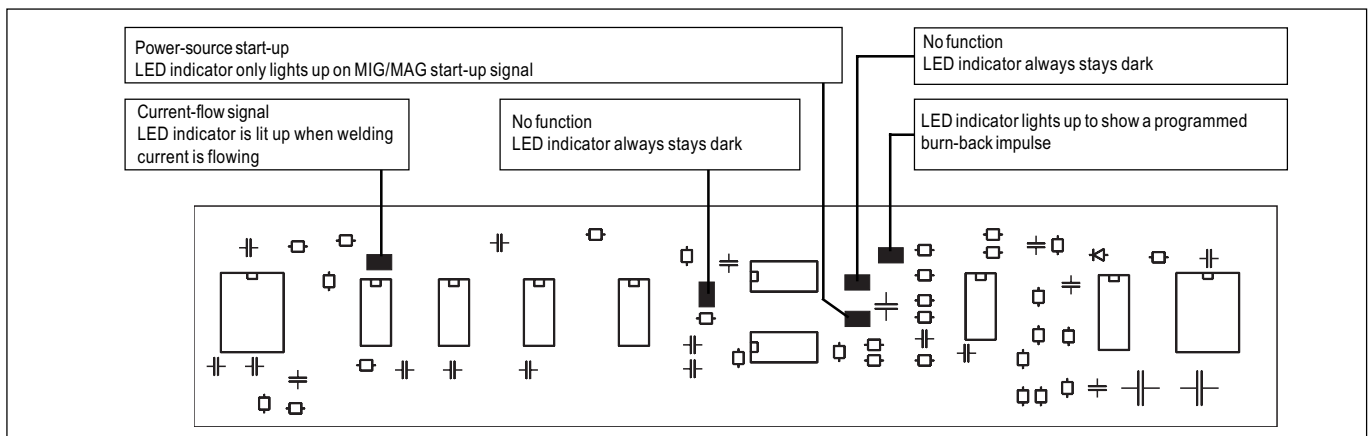 Power-source start-up
LED indicator only lights up on MIG/MAG start-up signal
No function
LED indicator always stays dark
Current-flow signal
LED indicator is lit up when welding
current is flowing
No function
LED indicator always stays dark
LED indicator lights up to show a programmed
burn-back impulse